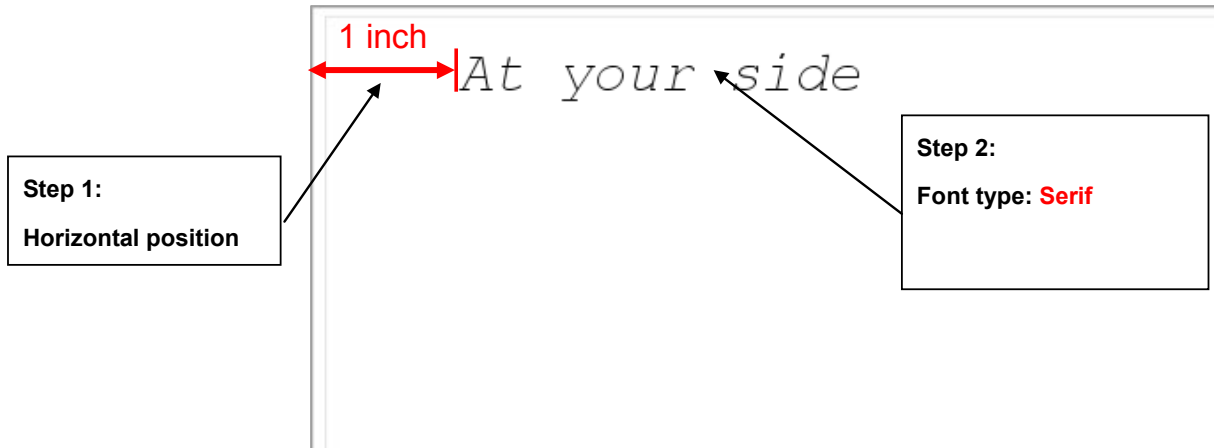 1 inch
At your side
Step 1:
Horizontal position
Step 2:
Font type: Serif